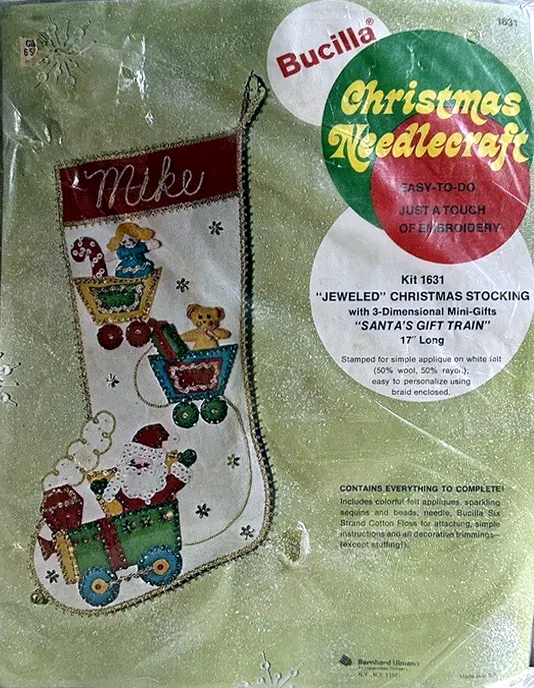 1631
Bucilla®
Christmas
Needlecraft
EASY-TO-DO
JUST A TOUCH
OF EMBROIDERY
Kit 1631
"JEWELED" CHRISTMAS STOCKING
with 3-Dimensional Mini-Gifts
"SANTA'S GIFT TRAIN"
17" Long
Stamped for simple applique on white felt
(50% wool, 50% rayon);
easy to personalize using
braid enclosed.
Mike
CONTAINS EVERYTHING TO COMPLETE!
Includes colorful felt appliques, sparkling
sequins and beads, needle, Bucilla Six
Strand Cotton Floss for attaching, simple
instructions and all decorative trimmings—
(except stuffing!).
Bernhard Ulmann
N.Y., N.Y.
Made in